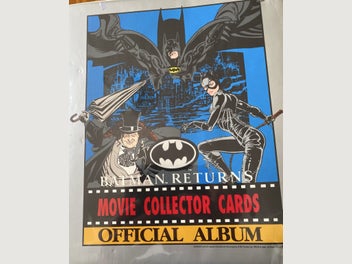 BATMAN RETURNS
MOVIE COLLECTOR CARDS
OFFICIAL ALBUM